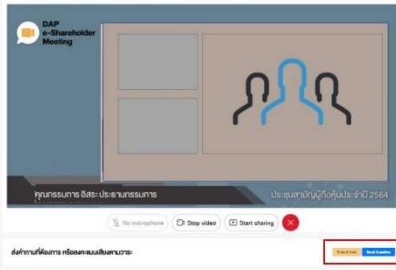 DAP
e-Shareholder
Meeting
คุณกรรมการ อิสระ ประธานกรรมการ
ประชุมสามัญผู้ถือหุ้นประจำปี 2564
No microphone
Stop video
Start sharing
ส่งคำถามที่ต้องการ หรือลงคะแนนเสียงตามวาระ